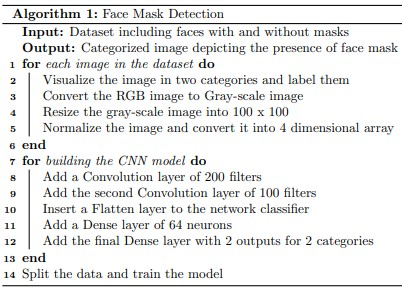 Algorithm 1: Face Mask Detection
Input: Dataset including faces with and without masks
Output: Categorized image depicting the presence of face mask
1 for each image in the dataset do
2 Visualize the image in two categories and label them
3 Convert the RGB image to Gray-scale image
4 Resize the gray-scale image into 100 x 100
5 Normalize the image and convert it into 4 dimensional array
6 end
7 for building the CNN model do
8 Add a Convolution layer of 200 filters
9 Add the second Convolution layer of 100 filters
10 Insert a Flatten layer to the network classifier
11 Add a Dense layer of 64 neurons
12 Add the final Dense layer with 2 outputs for 2 categories
13 end
14 Split the data and train the model